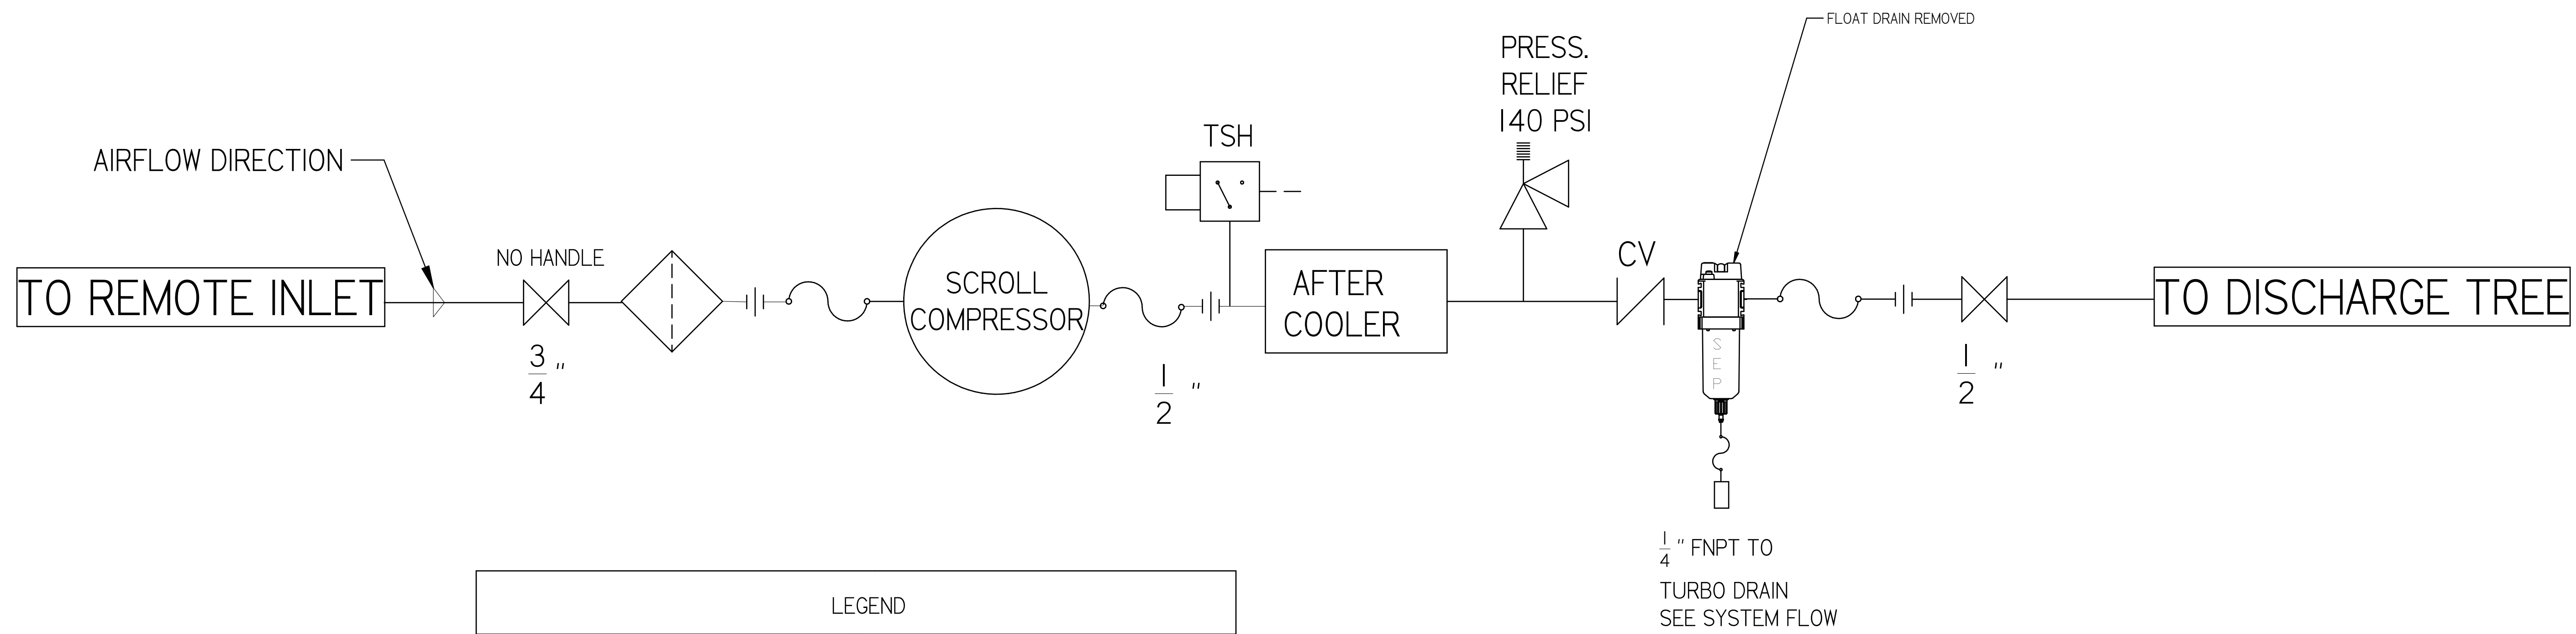 FLOAT DRAIN REMOVED
PRESS.
RELIEF
140 PSI
TSH
AIRFLOW DIRECTION
NO HANDLE
CV
TO REMOTE INLET
SCROLL
COMPRESSOR
AFTER
COOLER
TO DISCHARGE TREE
S
E
P
3/4 "
1/2 "
1/2 "
1/4 " FNPT TO
TURBO DRAIN
SEE SYSTEM FLOW
LEGEND